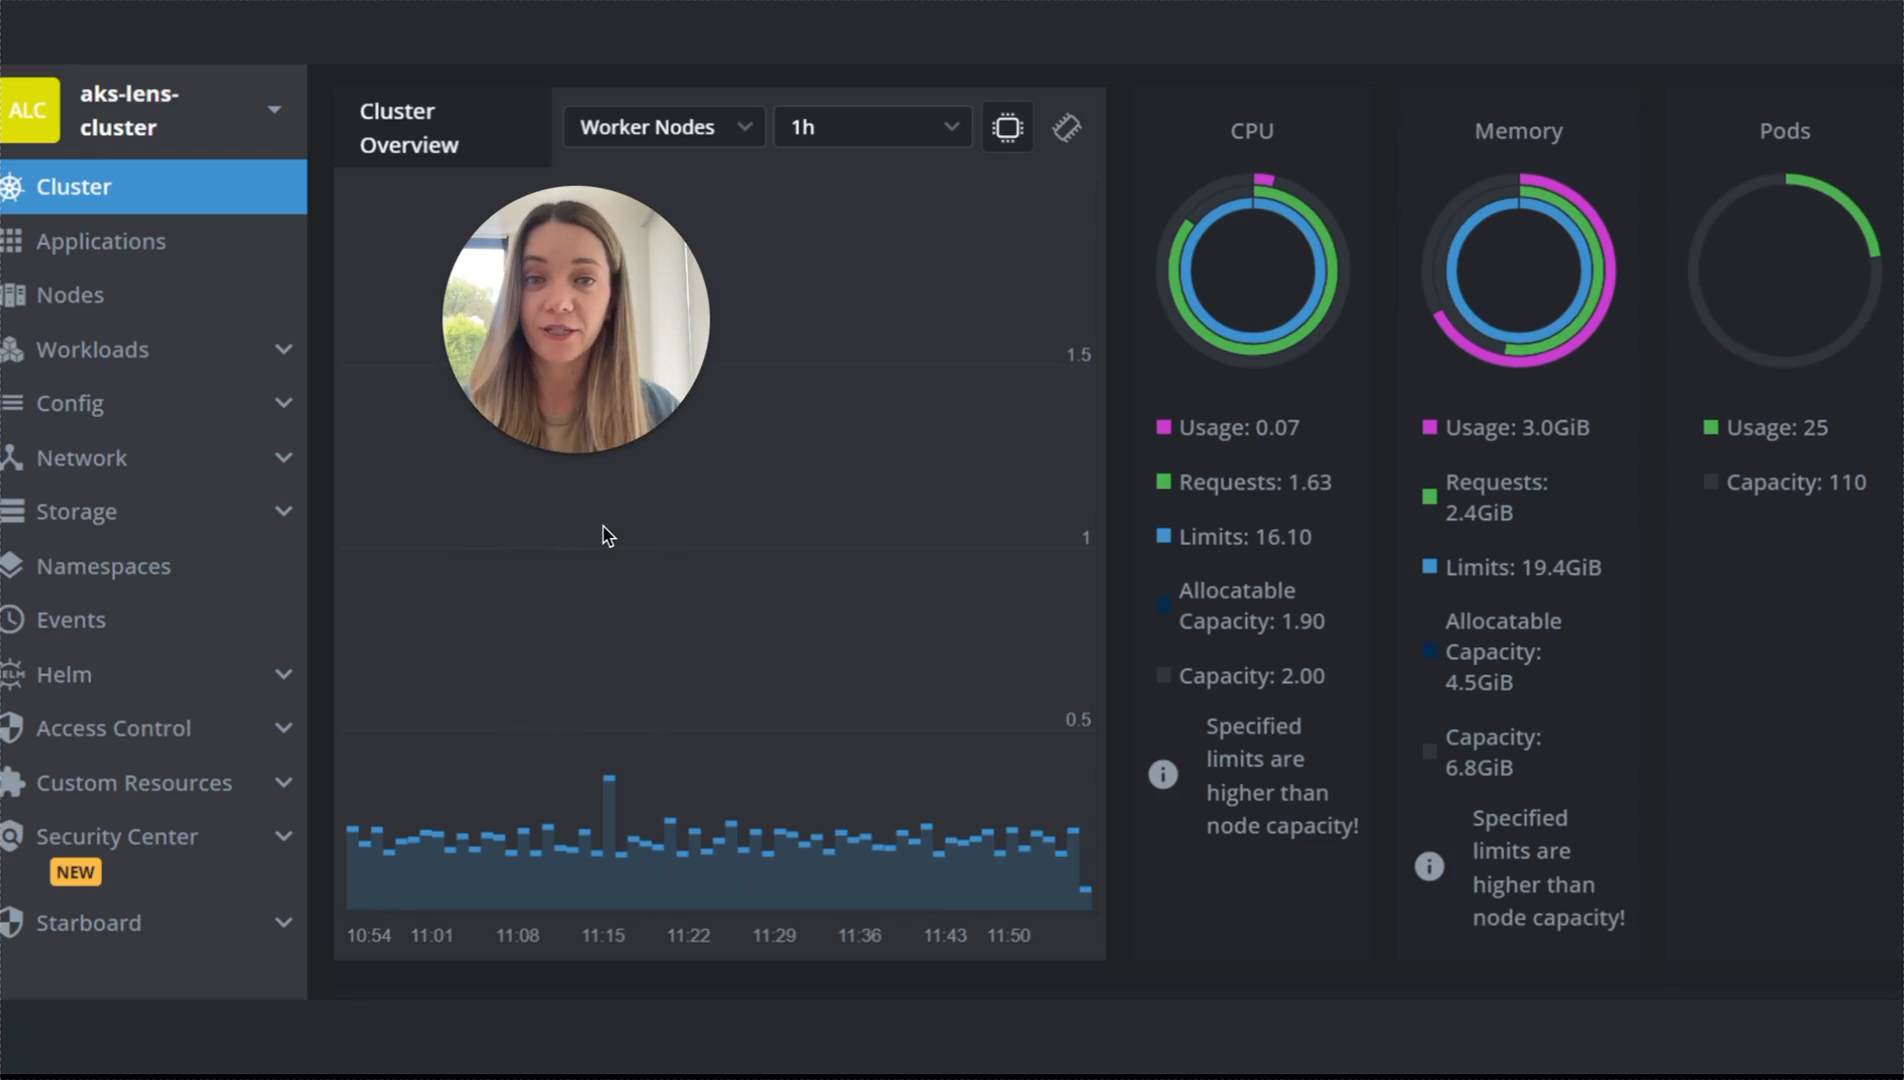 ALC
aks-lens-
cluster
Cluster
Applications
Nodes
Workloads
Config
Network
Storage
Namespaces
Events
HELM
Helm
Access Control
Custom Resources
Security Center
NEW
Starboard
Cluster
Overview
Worker Nodes
1h
1.5
1
0.5
10:54 11:01 11:08 11:15 11:22 11:29 11:36 11:43 11:50
CPU
Usage: 0.07
Requests: 1.63
Limits: 16.10
Allocatable
Capacity: 1.90
Capacity: 2.00
Specified
limits are
higher than
node capacity!
Memory
Usage: 3.0GiB
Requests:
2.4GiB
Limits: 19.4GiB
Allocatable
Capacity:
4.5GiB
Capacity:
6.8GiB
Specified
limits are
higher than
node capacity!
Pods
Usage: 25
Capacity: 110